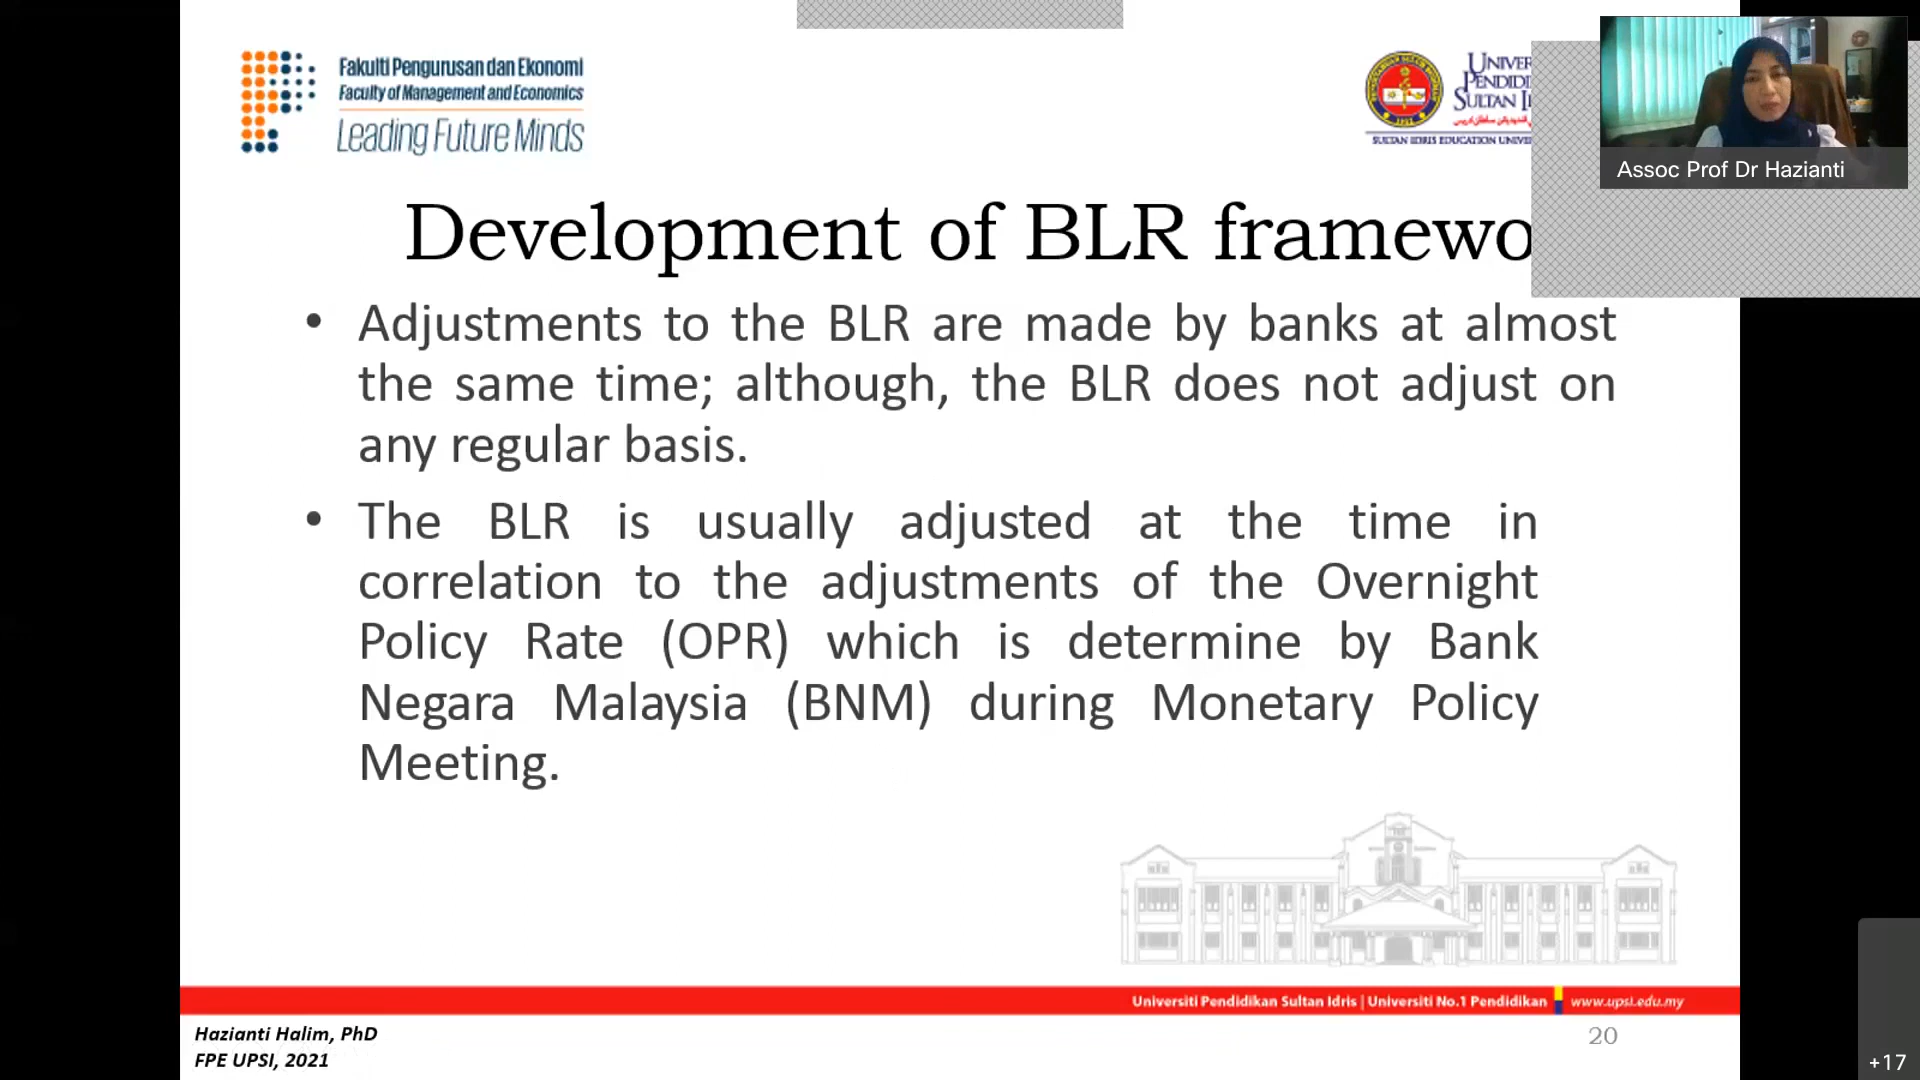 Fakulti Pengurusan dan Ekonomi
Faculty of Management and Economics
Leading Future Minds
SULTAN
Assoc Prof Dr Hazianti
Development of BLR
• Adjustments to the BLR are made by banks at almost
the same time; although, the BLR does not adjust on
any regular basis.
• The BLR is usually adjusted at the time in
correlation to the adjustments of the Overnight
Policy Rate (OPR) which is determine by Bank
Negara Malaysia (BNM) during Monetary Policy
Meeting.
Universiti Pendidikan Sultan Idris | Universiti No.1 Pendidikan www.upsi.edu.my
Hazianti Halim, PhD
FPE UPSI, 2021
20
+17